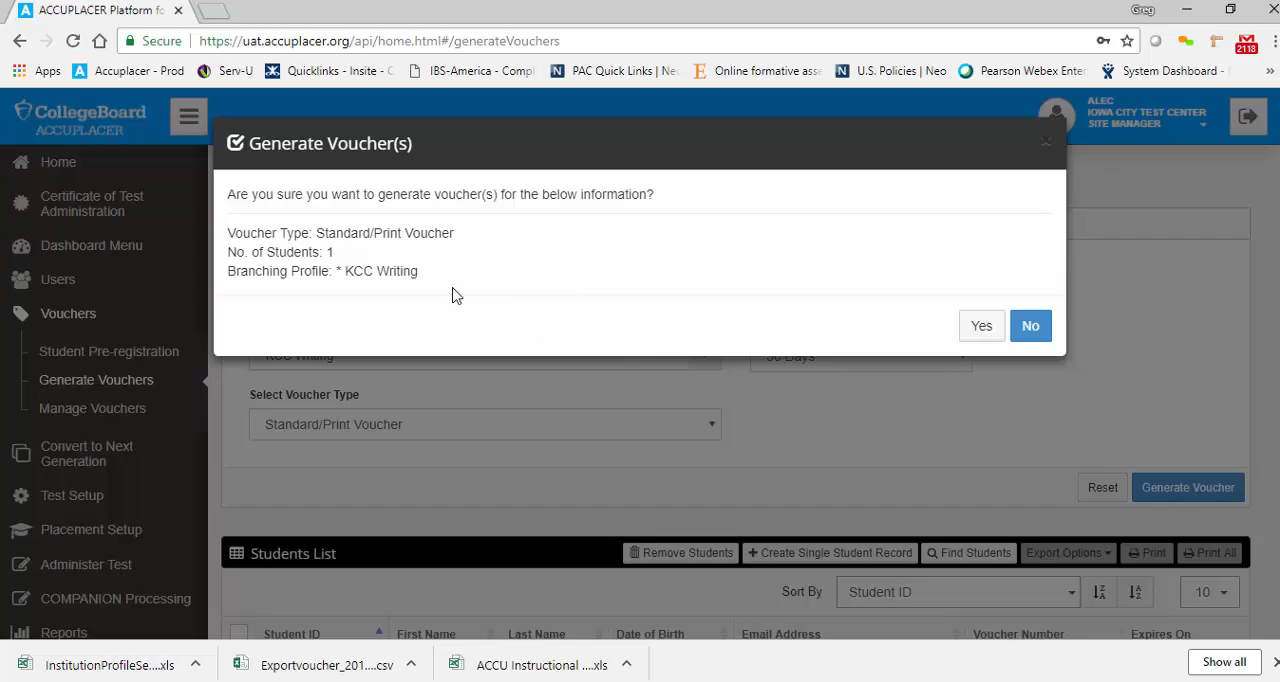 ACCUPLACER Platform fo
Greg
Secure
https://uat.accuplacer.org/api/home.html#/generateVouchers
2118
Apps
Accuplacer - Prod
Serv-U
Quicklinks - Insite - C
IBS-America - Compl
PAC Quick Links | Ne
Online formative asse
U.S. Policies | Neo
Pearson Webex Enter
System Dashboard -
»
CollegeBoard
ACCUPLACER
ALEC
IOWA CITY TEST CENTER
SITE MANAGER
Home
Certificate of Test
Administration
Dashboard Menu
Users
Vouchers
Student Pre-registration
Generate Vouchers
Manage Vouchers
Convert to Next
Generation
Test Setup
Placement Setup
Administer Test
COMPANION Processing
Reports
Generate Voucher(s)
Are you sure you want to generate voucher(s) for the below information?
Voucher Type: Standard/Print Voucher
No. of Students: 1
Branching Profile: * KCC Writing
Yes
No
KCC Writing
90 Days
Select Voucher Type
Standard/Print Voucher
Reset
Generate Voucher
Students List
Remove Students
+ Create Single Student Record
Find Students
Export Options
Print
Print All
Sort By
Student ID
10
Student ID
First Name
Last Name
Date of Birth
Email Address
Voucher Number
Expires On
InstitutionProfileSe....xls
Exportvoucher_201....csv
ACCU Instructional ....xls
Show all